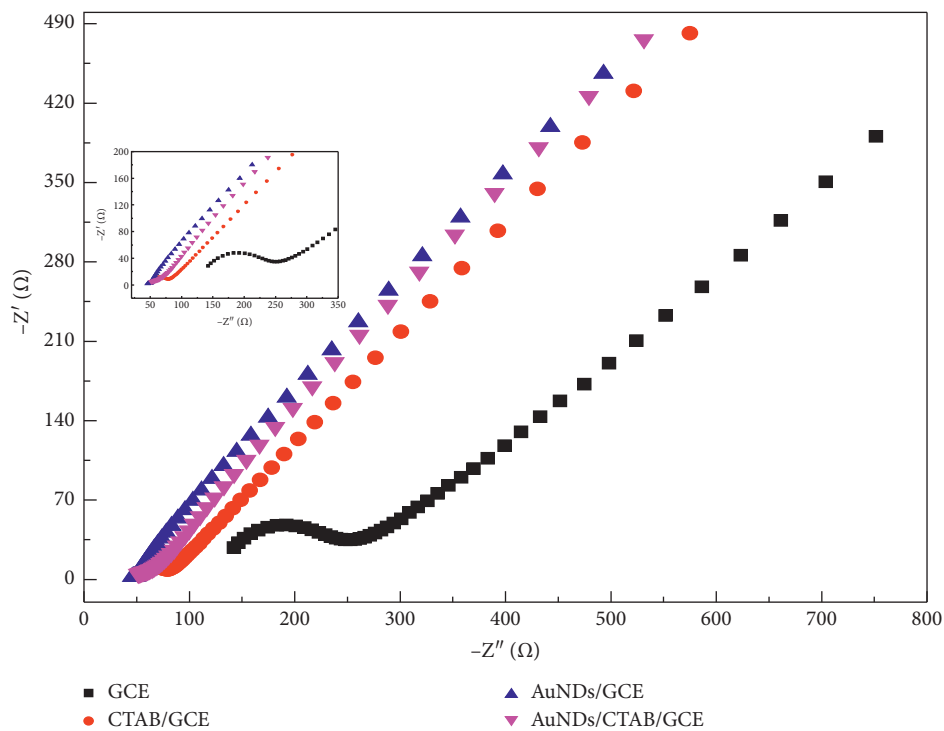 490
420
350
280
210
140
70
0
–Z′ (Ω)
0 100 200 300 400 500 600 700 800
–Z″ (Ω)
200
160
120
80
40
0
–Z′ (Ω)
50 100 150 200 250 300 350
–Z″ (Ω)
GCE
CTAB/GCE
AuNDs/GCE
AuNDs/CTAB/GCE